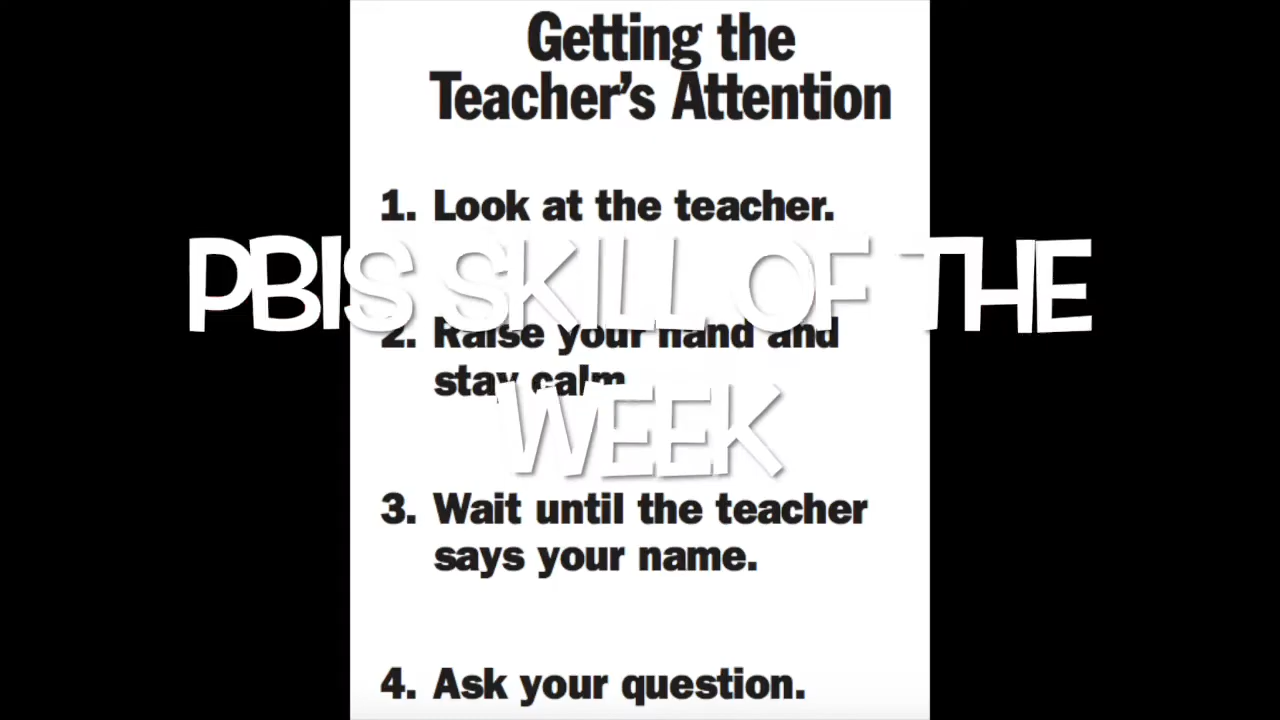 Getting the
Teacher's Attention
1. Look at the teacher.
PBIS SKILL OF THE
2. Raise your hand and
stay calm.
WEEK
3. Wait until the teacher
says your name.
4. Ask your question.